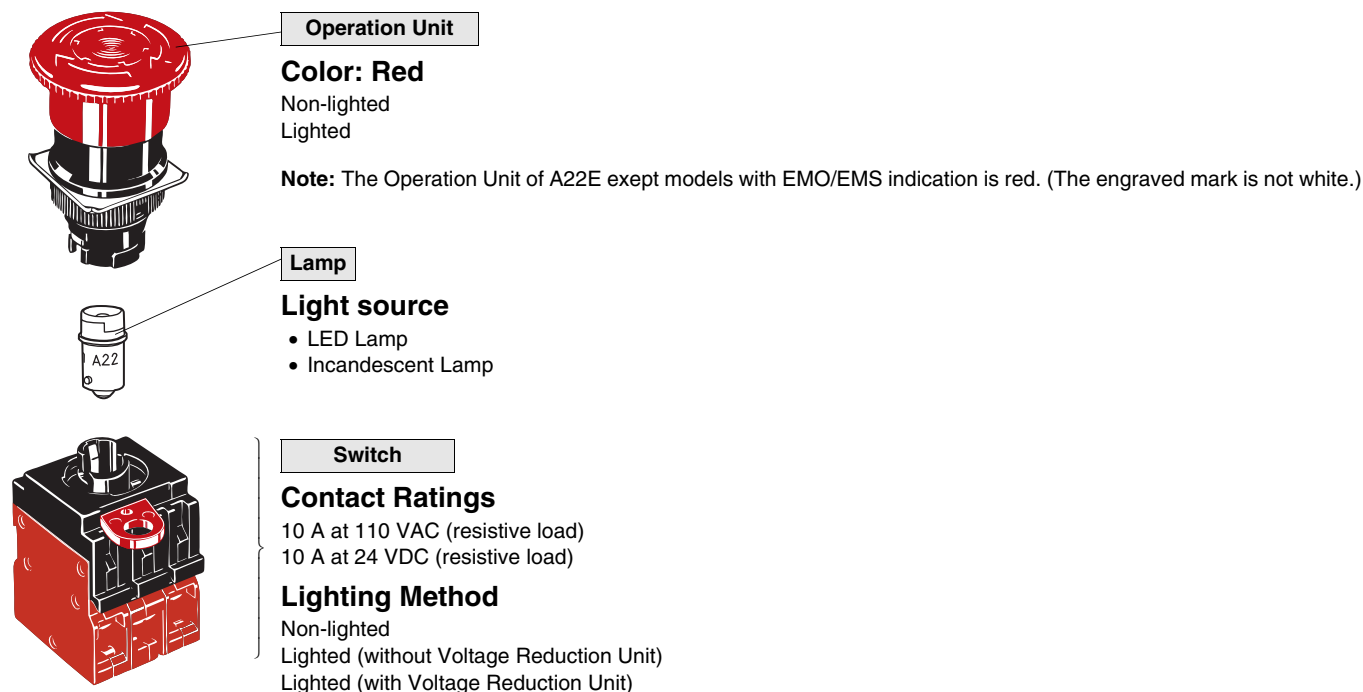 Operation Unit
Color: Red
Non-lighted
Lighted
Note: The Operation Unit of A22E exept models with EMO/EMS indication is red. (The engraved mark is not white.)
Lamp
Light source
• LED Lamp
• Incandescent Lamp
A22
Switch
Contact Ratings
10 A at 110 VAC (resistive load)
10 A at 24 VDC (resistive load)
Lighting Method
Non-lighted
Lighted (without Voltage Reduction Unit)
Lighted (with Voltage Reduction Unit)